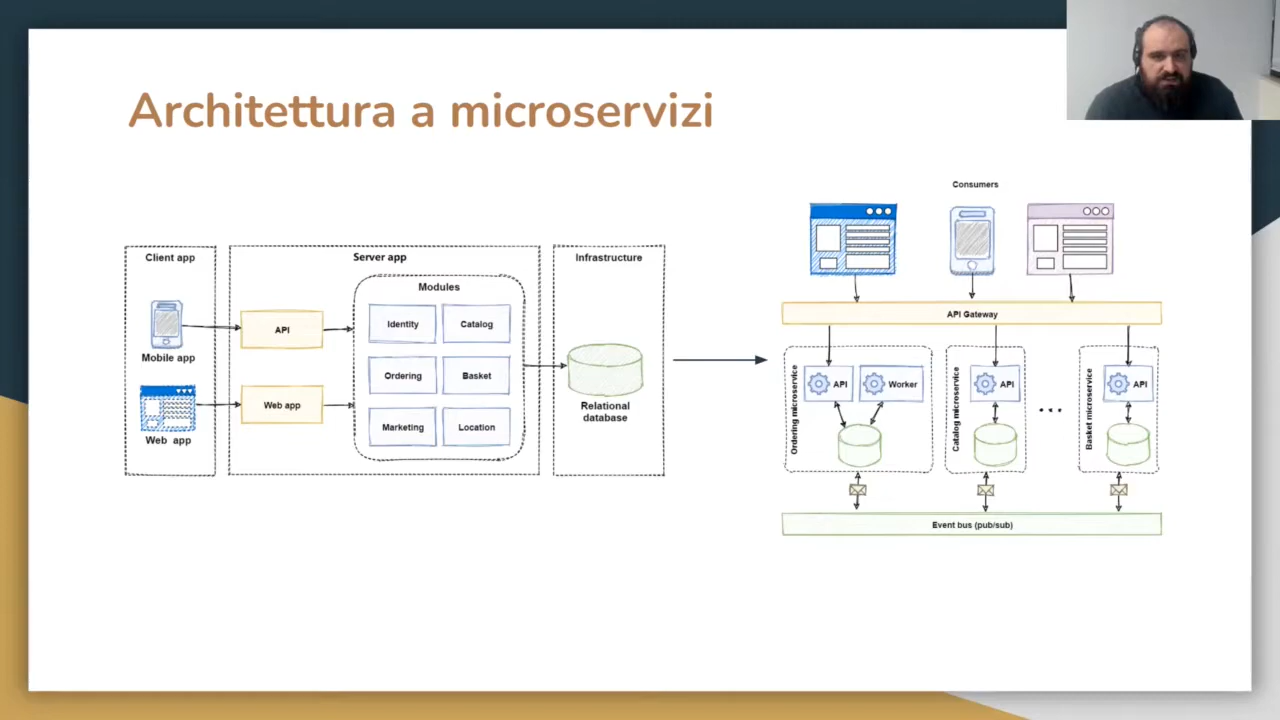 Architettura a microservizi
Client app
Mobile app
Web app
Server app
API
Web app
Modules
Identity
Catalog
Ordering
Basket
Marketing
Location
Infrastructure
Relational
database
Consumers
API Gateway
Ordering microservice
API
Worker
Catalog microservice
API
...
Basket microservice
API
Event bus (pub/sub)